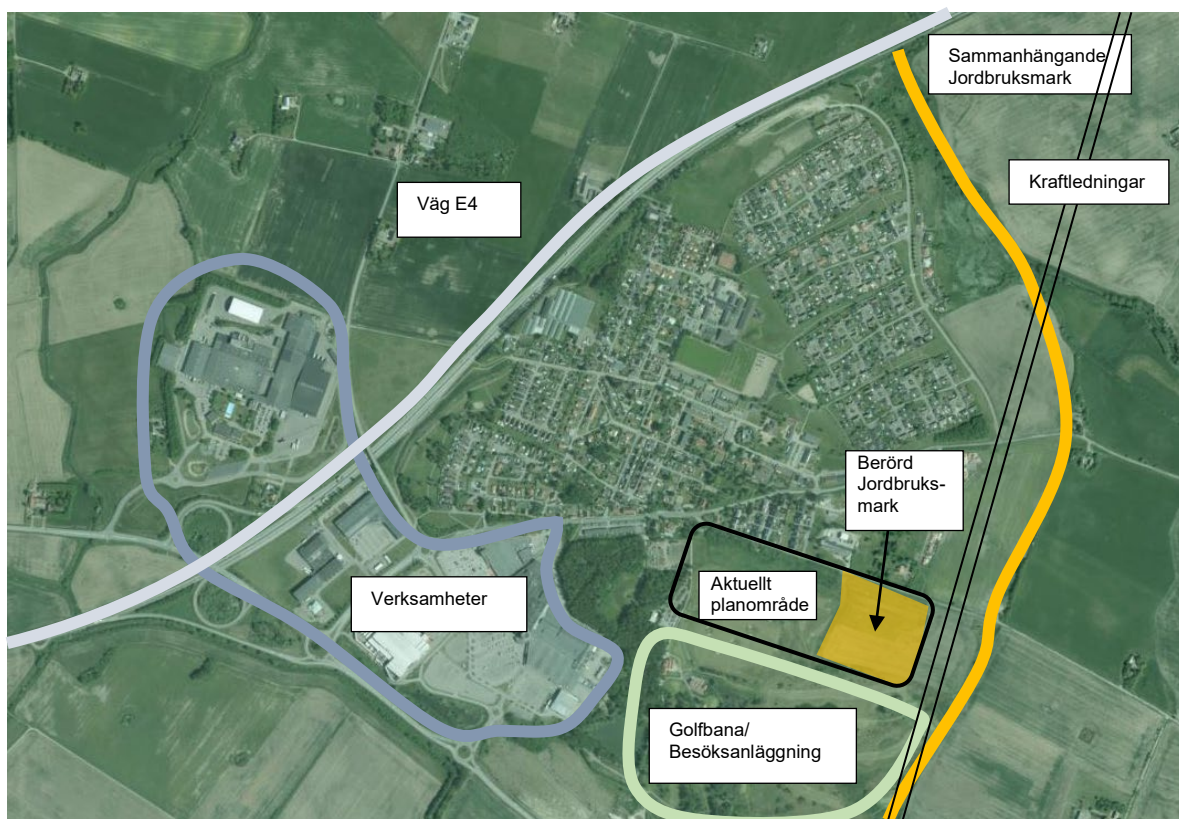 Sammanhängande
Jordbruksmark
Kraftledningar
Väg E4
Berörd
Jordbruks-
mark
Aktuellt
planområde
Verksamheter
Golfbana/
Besöksanläggning